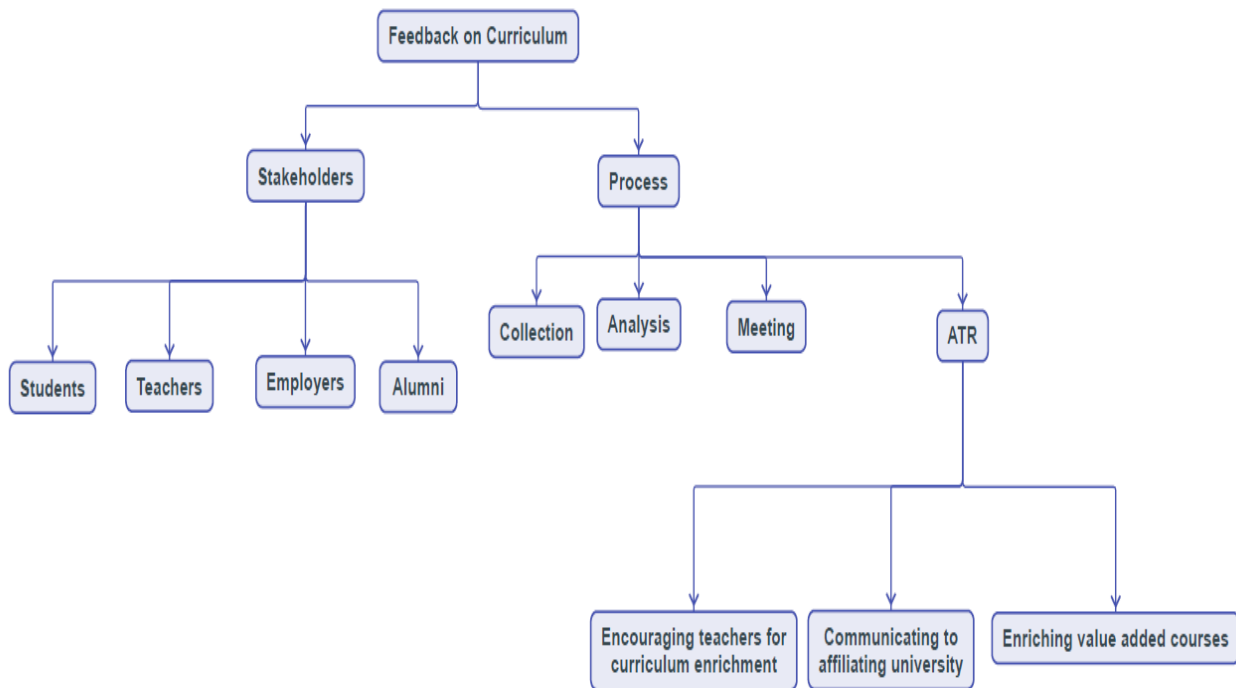 Feedback on Curriculum
Stakeholders
Process
Collection
Analysis
Meeting
ATR
Students
Teachers
Employers
Alumni
Encouraging teachers for
curriculum enrichment
Communicating to
affiliating university
Enriching value added courses